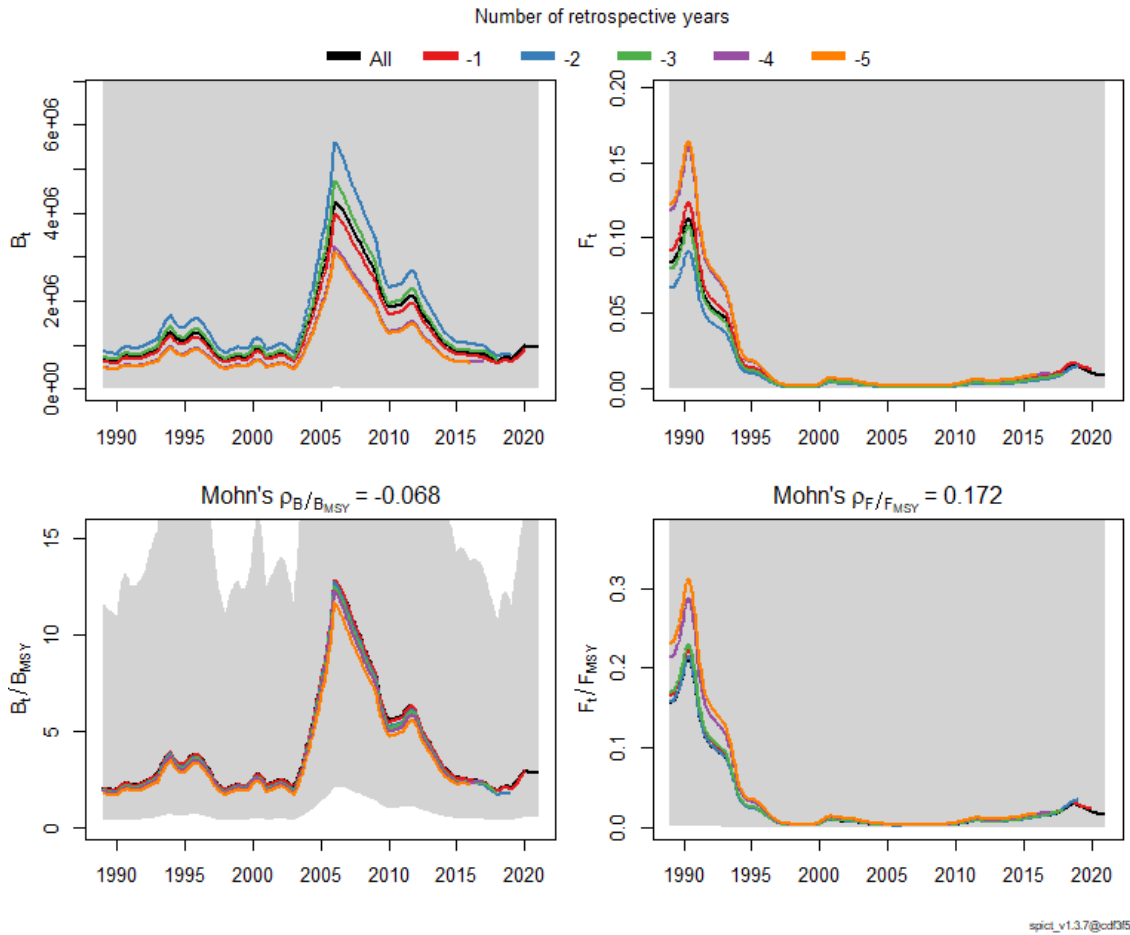 Number of retrospective years
All -1 -2 -3 -4 -5
Bt
0e+00 2e+06 4e+06 6e+06
1990 1995 2000 2005 2010 2015 2020
Ft
0.00 0.05 0.10 0.15 0.20
1990 1995 2000 2005 2010 2015 2020
Mohn's ρB/BMSY = -0.068
Bt/BMSY
0 5 10 15
1990 1995 2000 2005 2010 2015 2020
Mohn's ρF/FMSY = 0.172
Ft/FMSY
0.0 0.1 0.2 0.3
1990 1995 2000 2005 2010 2015 2020